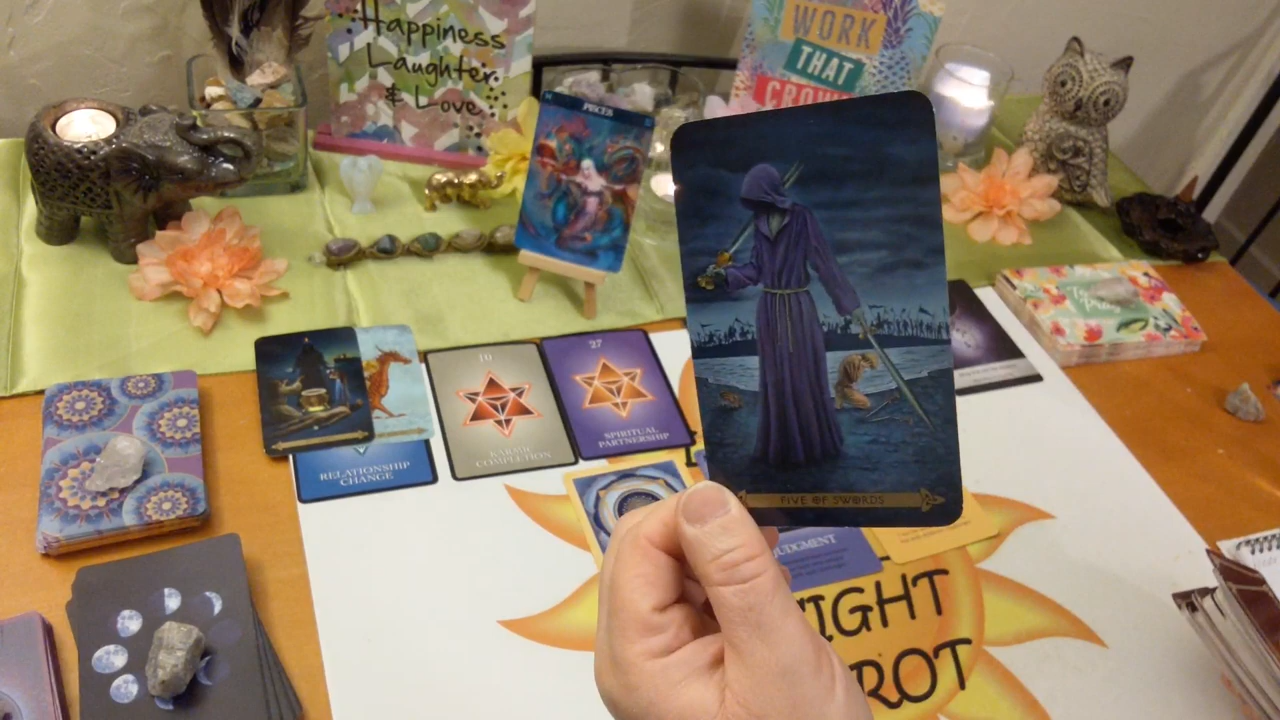 Happiness
Laughter
& Love
WORK
THAT
CROW
PISCES
10
KARMIC
COMPLETION
27
SPIRITUAL
PARTNERSHIP
RELATIONSHIP
CHANGE
FIVE OF SWORDS
JUDGMENT
IGHT
ROT